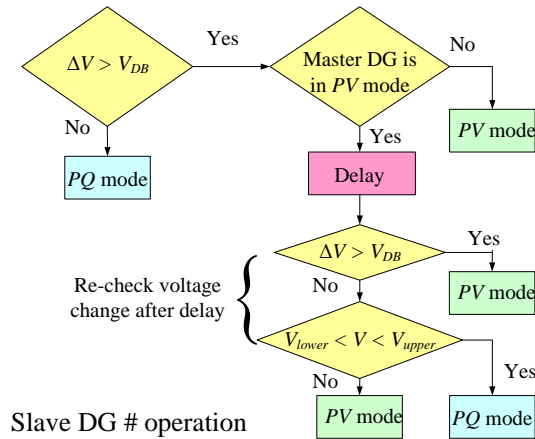 ΔV > V_DB
Yes
No
PQ mode
Master DG is
in PV mode
No
PV mode
Yes
Delay
ΔV > V_DB
Yes
PV mode
No
Re-check voltage
change after delay
V_lower < V < V_upper
No
PV mode
Yes
PQ mode
Slave DG # operation